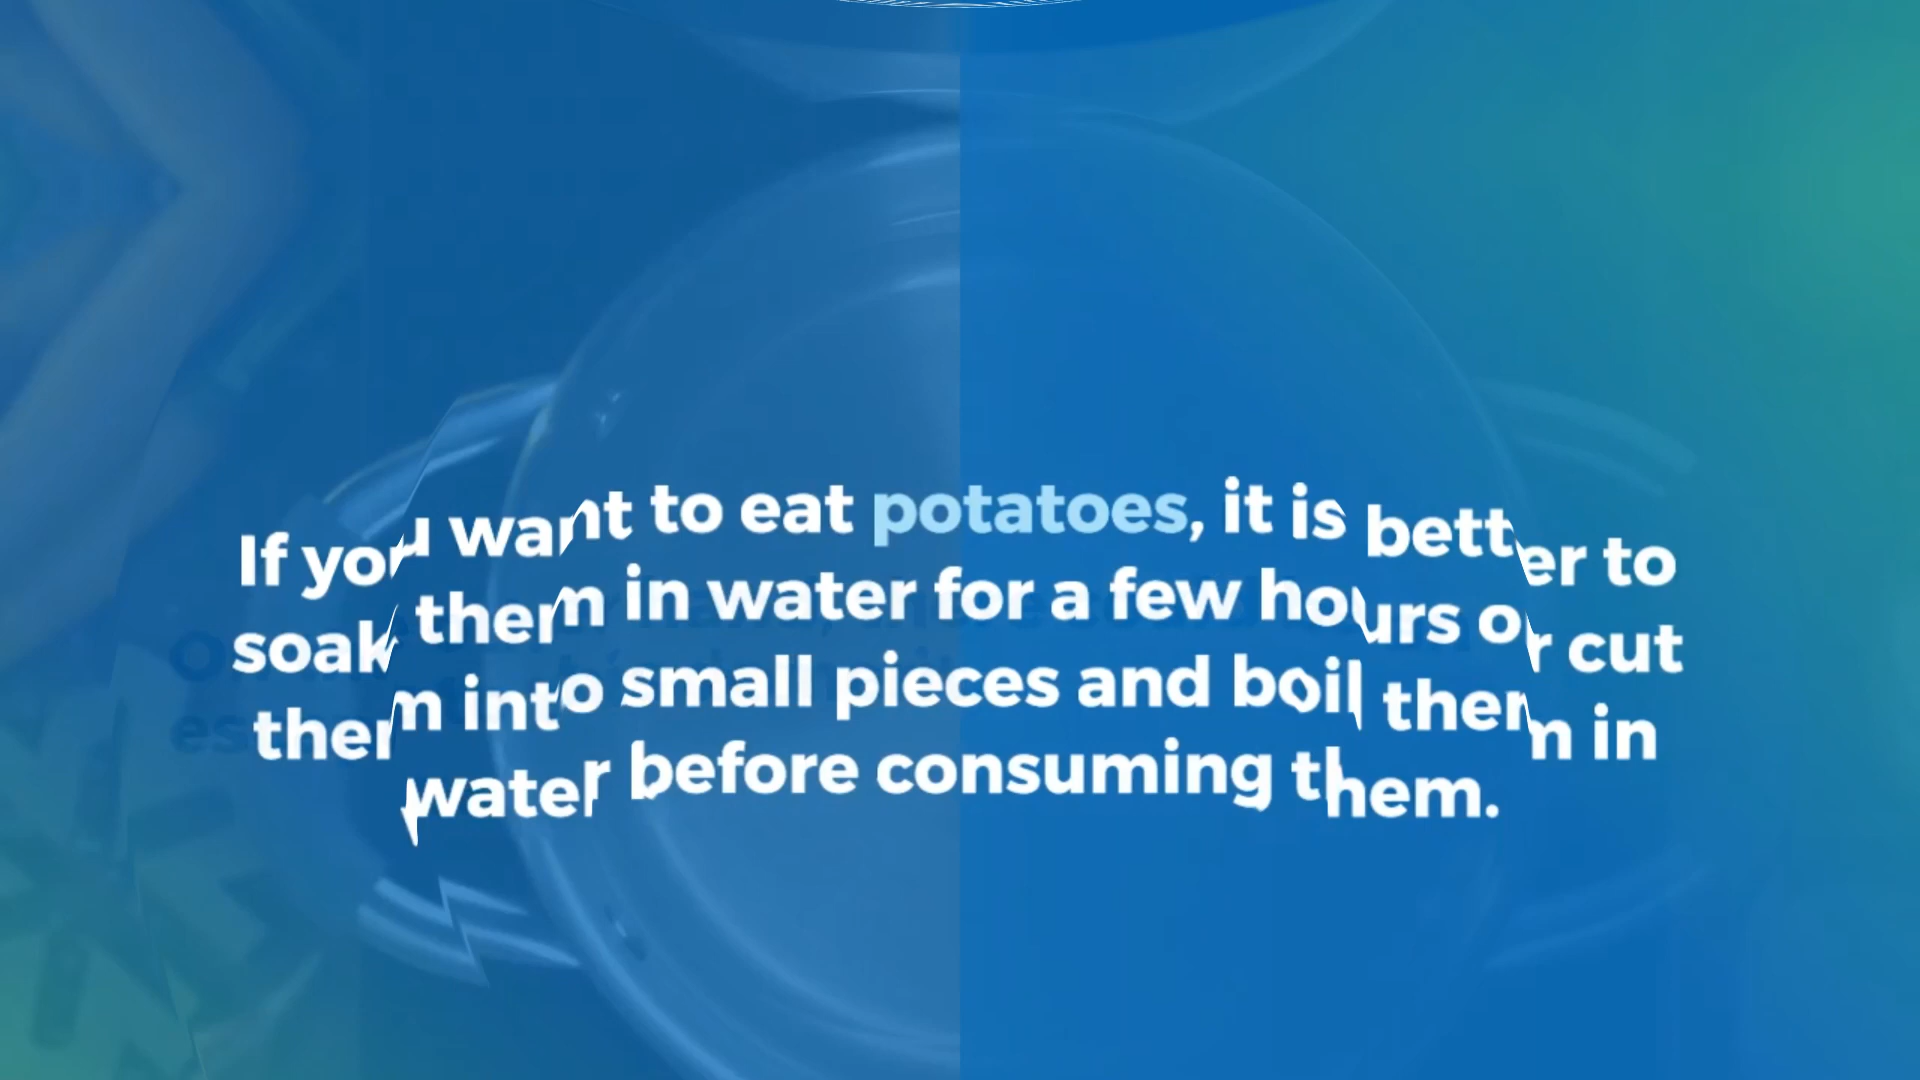 If you want to eat potatoes, it is better to
soak them in water for a few hours or cut
them into small pieces and boil them in
water before consuming them.